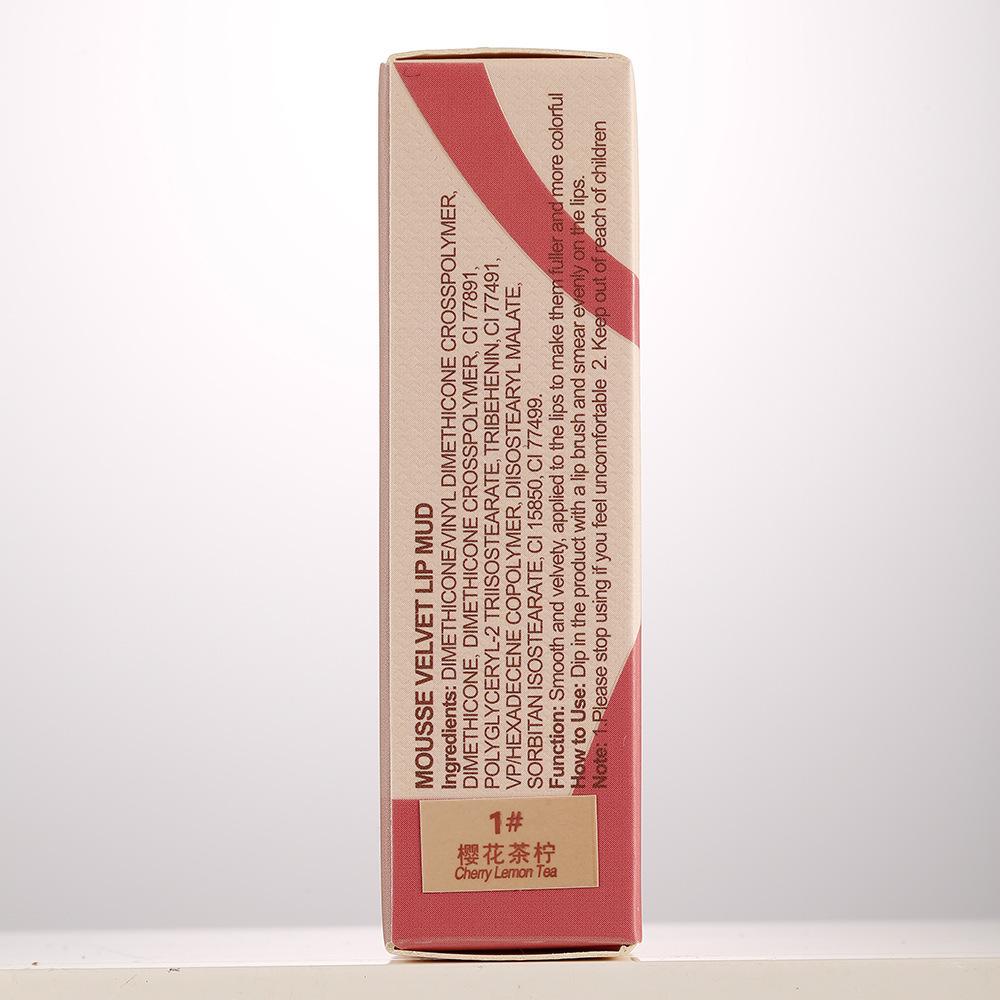 MOUSSE VELVET LIP MUD
Ingredients: DIMETHICONE/VINYL DIMETHICONE CROSSPOLYMER,
DIMETHICONE, DIMETHICONE CROSSPOLYMER, CI 77891,
POLYGLYCERYL-2 TRIISOSTEARATE, TRIBEHENIN, CI 77491,
VP/HEXADECENE COPOLYMER, DIISOSTEARYL MALATE,
SORBITAN ISOSTEARATE, CI 15850, CI 77499.
Function: Smooth and velvety, applied to the lips to make them fuller and more colorful
How to Use: Dip in the product with a lip brush and smear evenly on the lips.
Note: 1.Please stop using if you feel uncomfortable 2. Keep out of reach of children
1#
樱花茶柠
Cherry Lemon Tea